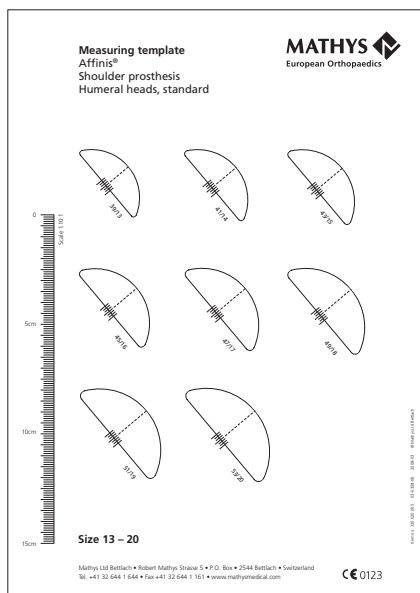 Measuring template
Affinis®
Shoulder prosthesis
Humeral heads, standard
MATHYS
European Orthopaedics
39/13
41/14
43/15
0
Scale 1.10:1
45/16
47/17
49/18
5cm
51/19
53/20
10cm
15cm
Size 13 – 20
Mathys Ltd Bettlach • Robert Mathys Strasse 5 • P.O. Box • 2544 Bettlach • Switzerland
Tel. +41 32 644 1 644 • Fax +41 32 644 1 161 • www.mathysmedical.com
CE 0123